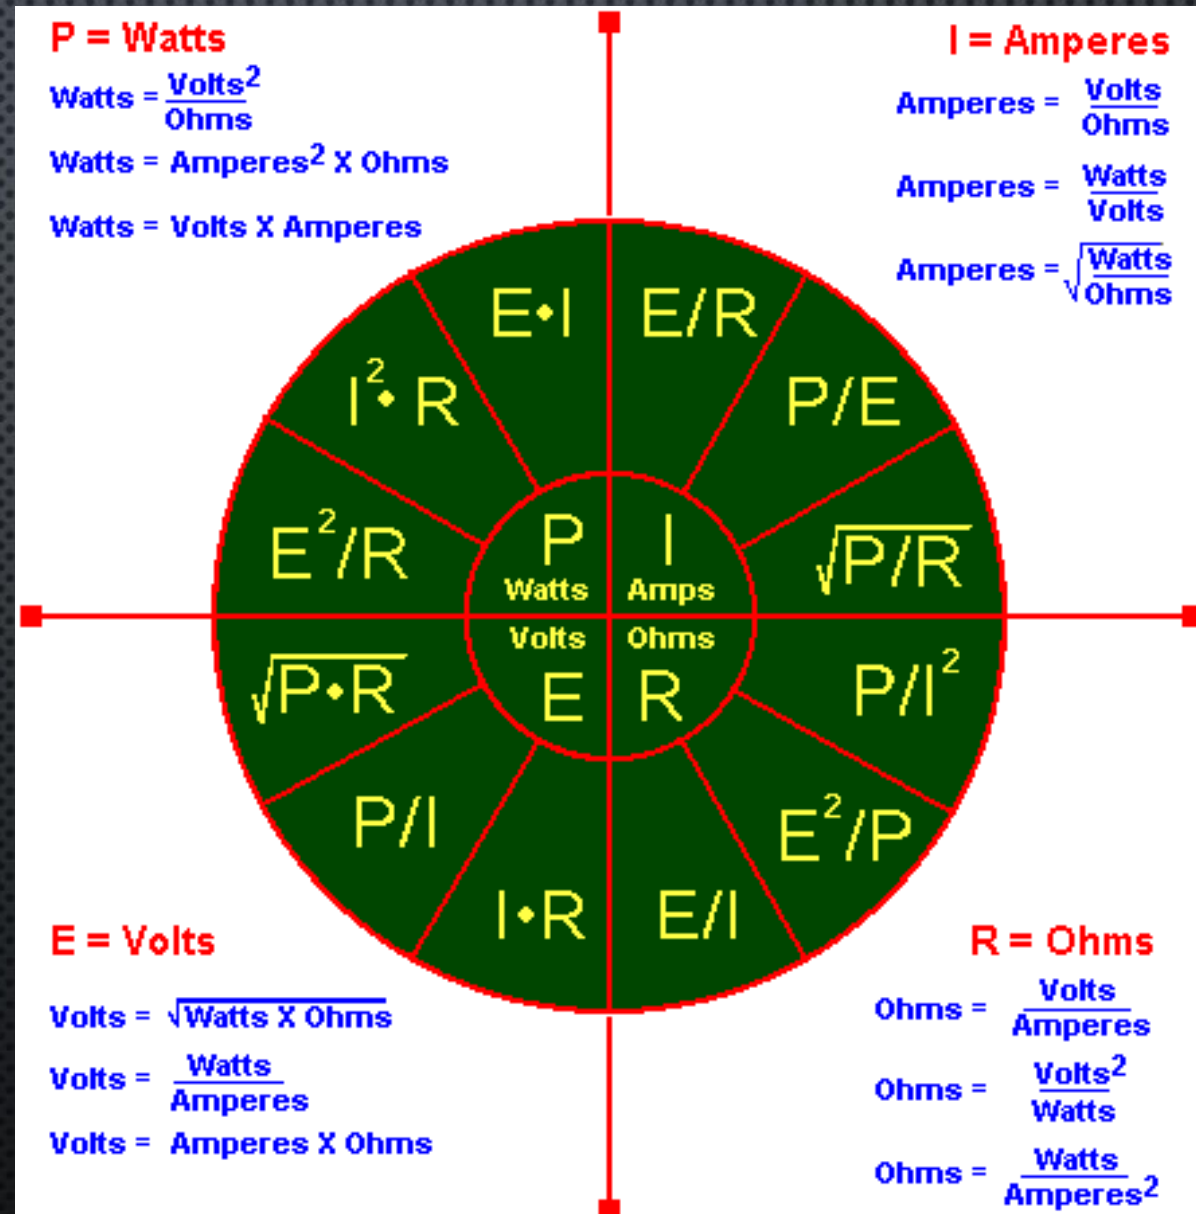 P = Watts
Watts = Volts²
Ohms
Watts = Amperes² X Ohms
Watts = Volts X Amperes
I = Amperes
Amperes = Volts
Ohms
Amperes = Watts
Volts
Amperes = √Watts
Ohms
E•I
E/R
I²• R
P/E
E²/R
√P/R
P
I
Watts
Amps
Volts
Ohms
E
R
√P•R
P/I²
P/I
E²/P
I•R
E/I
E = Volts
Volts = √Watts X Ohms
Volts = Watts
Amperes
Volts = Amperes X Ohms
R = Ohms
Ohms = Volts
Amperes
Ohms = Volts²
Watts
Ohms = Watts
Amperes²